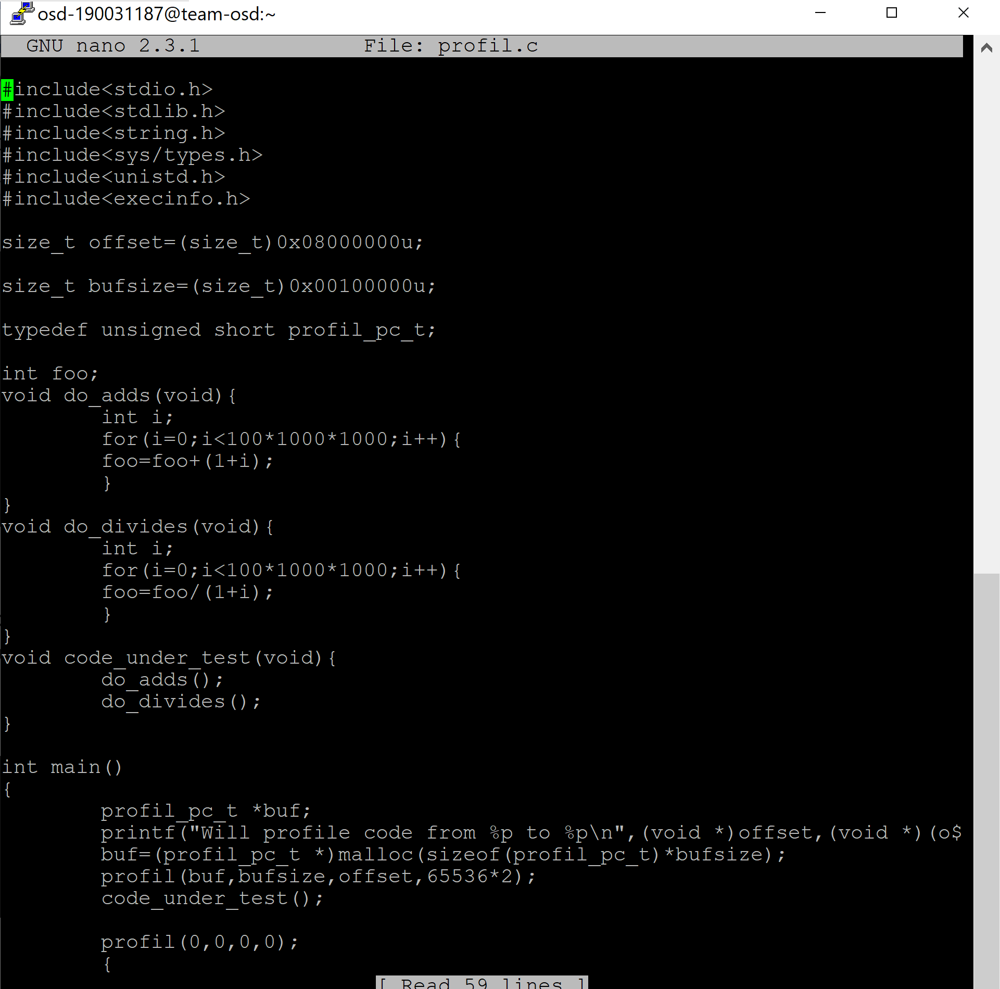 osd-190031187@team-osd:~
GNU nano 2.3.1 File: profil.c
#include<stdio.h>
#include<stdlib.h>
#include<string.h>
#include<sys/types.h>
#include<unistd.h>
#include<execinfo.h>
size_t offset=(size_t)0x08000000u;
size_t bufsize=(size_t)0x00100000u;
typedef unsigned short profil_pc_t;
int foo;
void do_adds(void){
int i;
for(i=0;i<100*1000*1000;i++){
foo=foo+(1+i);
}
}
void do_divides(void){
int i;
for(i=0;i<100*1000*1000;i++){
foo=foo/(1+i);
}
}
void code_under_test(void){
do_adds();
do_divides();
}
int main()
{
profil_pc_t *buf;
printf("Will profile code from %p to %p\n",(void *)offset,(void *)(o$
buf=(profil_pc_t *)malloc(sizeof(profil_pc_t)*bufsize);
profil(buf,bufsize,offset,65536*2);
code_under_test();
profil(0,0,0,0);
{
[ Read 59 lines ]